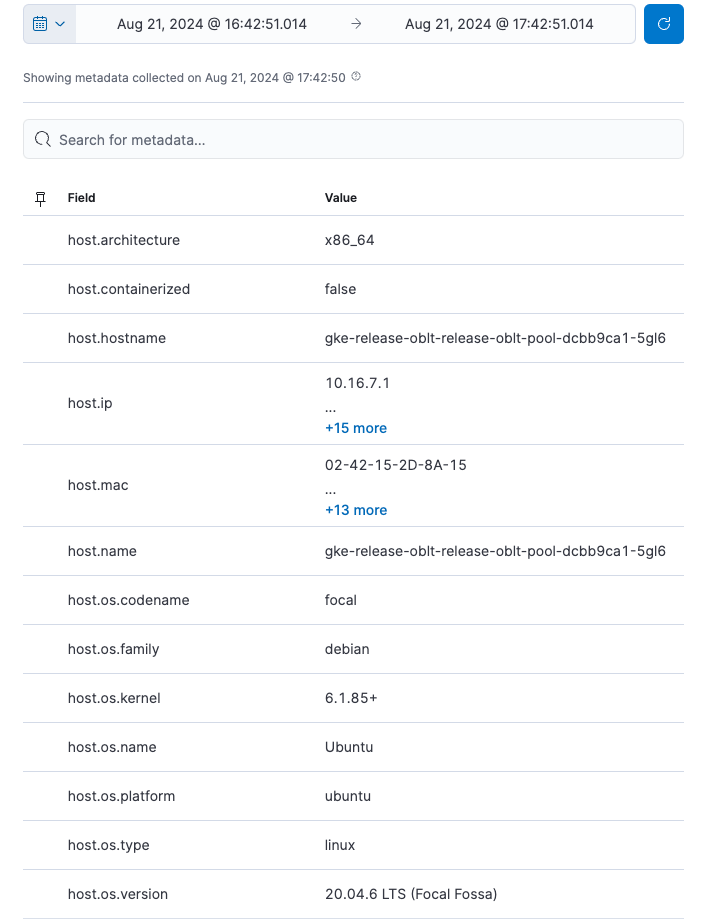 Aug 21, 2024 @ 16:42:51.014 → Aug 21, 2024 @ 17:42:51.014
Showing metadata collected on Aug 21, 2024 @ 17:42:50
Search for metadata...
Field Value
host.architecture x86_64
host.containerized false
host.hostname gke-release-oblt-release-oblt-pool-dcbb9ca1-5gl6
host.ip 10.16.7.1
...
+15 more
host.mac 02-42-15-2D-8A-15
...
+13 more
host.name gke-release-oblt-release-oblt-pool-dcbb9ca1-5gl6
host.os.codename focal
host.os.family debian
host.os.kernel 6.1.85+
host.os.name Ubuntu
host.os.platform ubuntu
host.os.type linux
host.os.version 20.04.6 LTS (Focal Fossa)